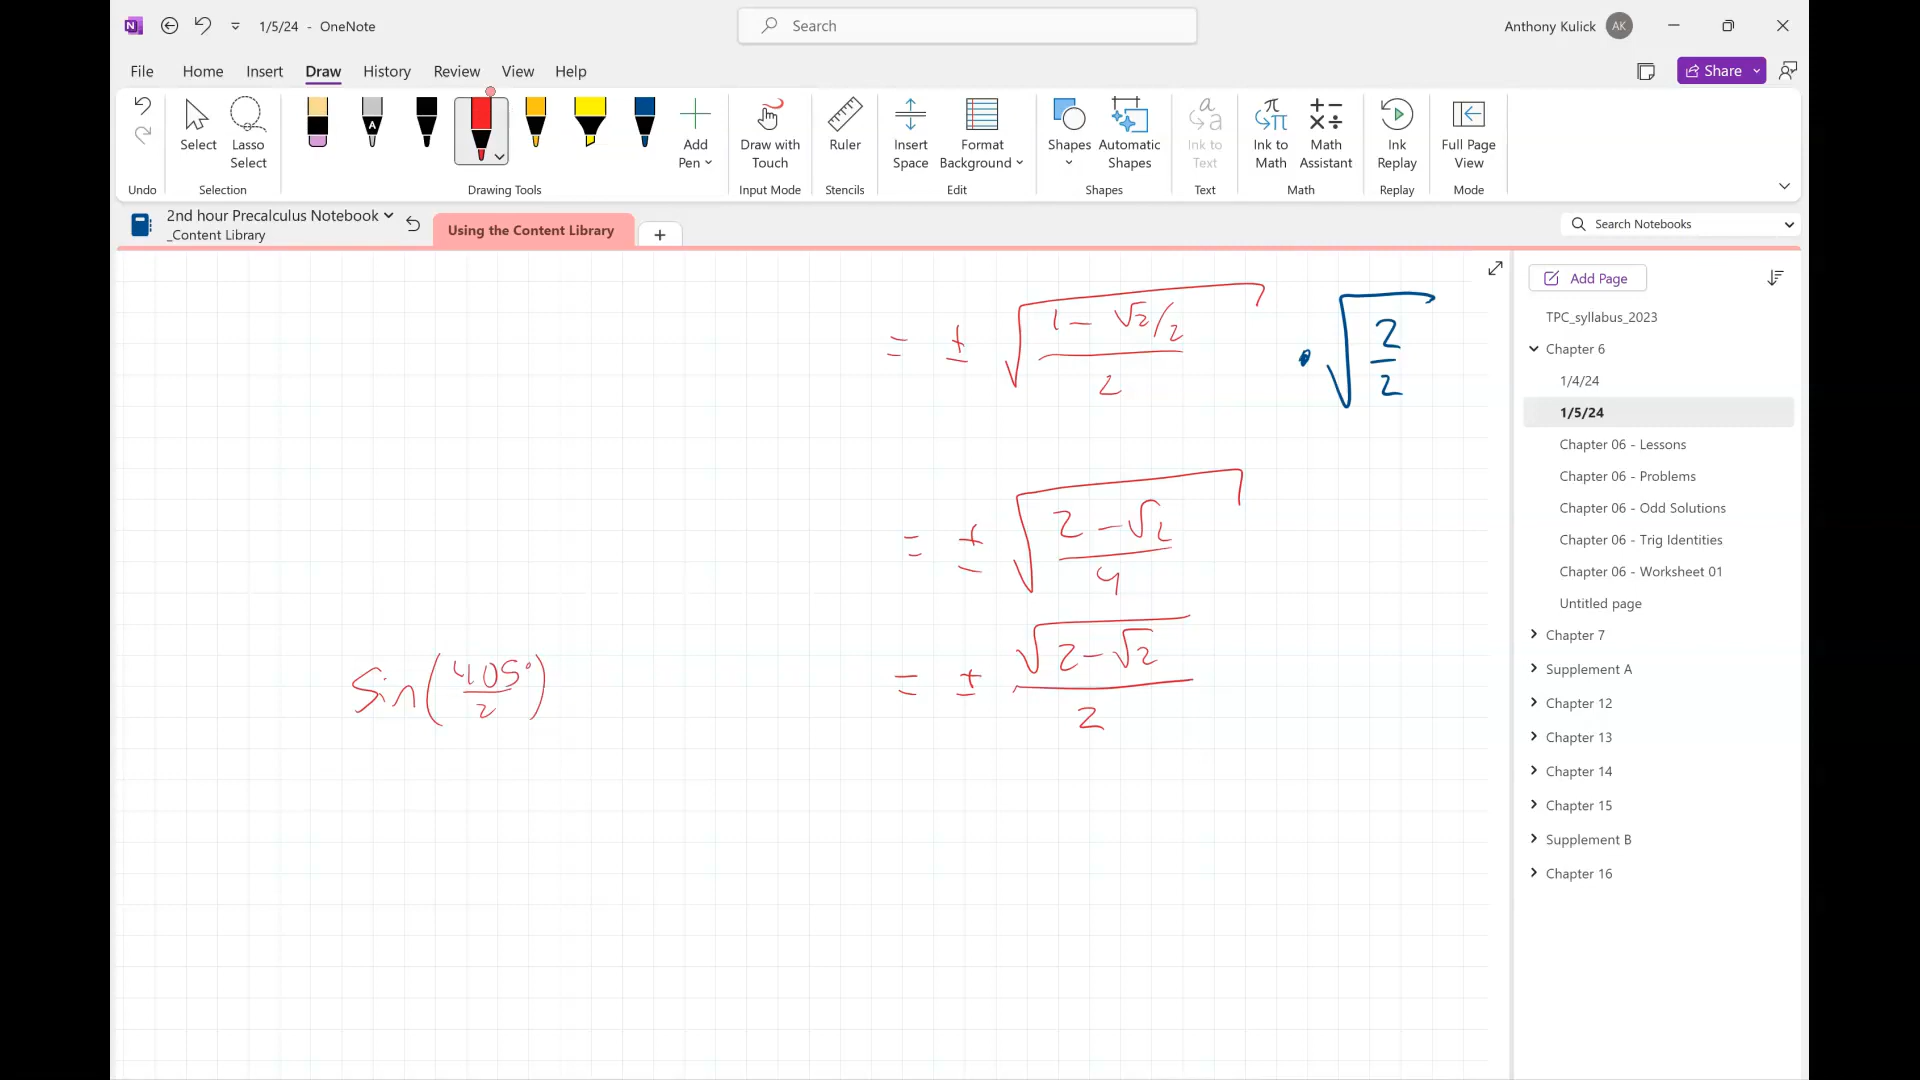 1/5/24 - OneNote
Search
Anthony Kulick AK
File Home Insert Draw History Review View Help
Share
Select
Lasso Select
A
Add Pen
Draw with Touch
Ruler
Insert Space
Format Background
Shapes
Automatic Shapes
Ink to Text
Ink to Math
Math Assistant
Ink Replay
Full Page View
Undo Selection Drawing Tools Input Mode Stencils Edit Shapes Text Math Replay Mode
2nd hour Precalculus Notebook
_Content Library
Using the Content Library
Search Notebooks
Add Page
TPC_syllabus_2023
Chapter 6
1/4/24
1/5/24
Chapter 06 - Lessons
Chapter 06 - Problems
Chapter 06 - Odd Solutions
Chapter 06 - Trig Identities
Chapter 06 - Worksheet 01
Untitled page
Chapter 7
Supplement A
Chapter 12
Chapter 13
Chapter 14
Chapter 15
Supplement B
Chapter 16
= ± √((1 - √2/2)/2) • √(2/2)
= ± √((2 - √2)/4)
Sin(405°/2) = ± √(2 - √2)/2